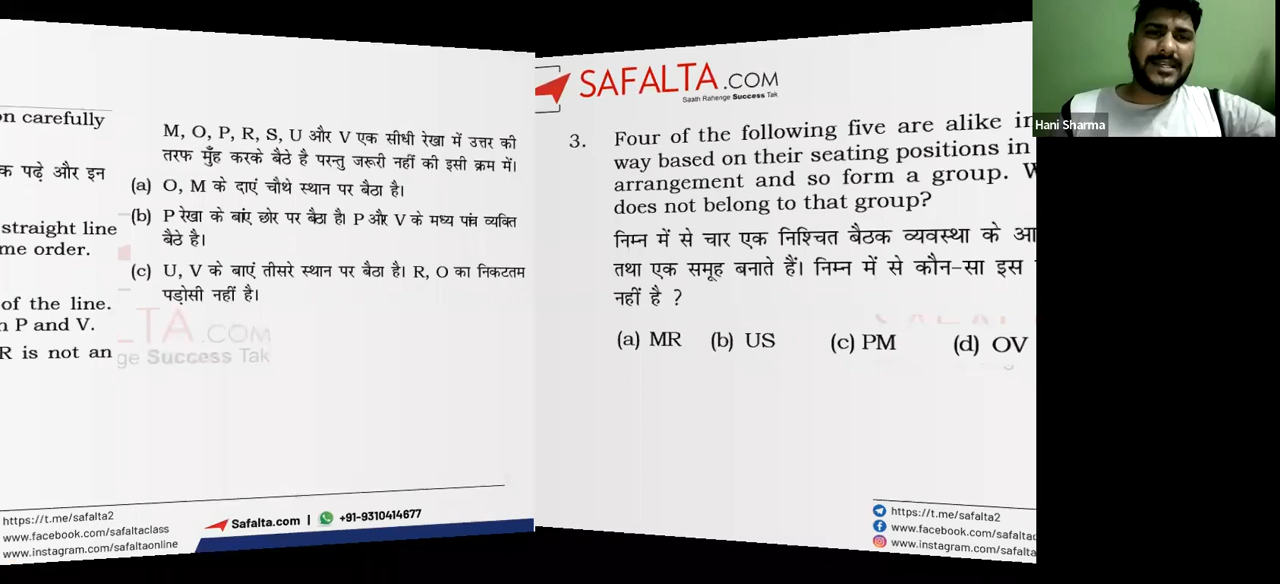 on carefully
क पढ़े और इन
straight line
me order.
of the line.
n P and V.
R is not an
M, O, P, R, S, U और V एक सीधी रेखा में उत्तर की
तरफ मुँह करके बैठे है परन्तु जरूरी नहीं की इसी क्रम में।
(a) O, M के दाएं चौथे स्थान पर बैठा है।
(b) P रेखा के बांए छोर पर बैठा है। P और V के मध्य पांच व्यक्ति
बैठे है।
(c) U, V के बाएं तीसरे स्थान पर बैठा है। R, O का निकटतम
पड़ोसी नहीं है।
LTA.COM
ge Success Tak
https://t.me/safalta2
www.facebook.com/safaltaclass
www.instagram.com/safaltaonline
Safalta.com | +91-9310414677
SAFALTA.COM
Saath Rahenge Success Tak
3. Four of the following five are alike in
way based on their seating positions in
arrangement and so form a group. W
does not belong to that group?
निम्न में से चार एक निश्चित बैठक व्यवस्था के आ
तथा एक समूह बनाते हैं। निम्न में से कौन-सा इस
नहीं है ?
(a) MR (b) US (c) PM (d) OV
https://t.me/safalta2
www.facebook.com/safalta
www.instagram.com/safalta
Hani Sharma